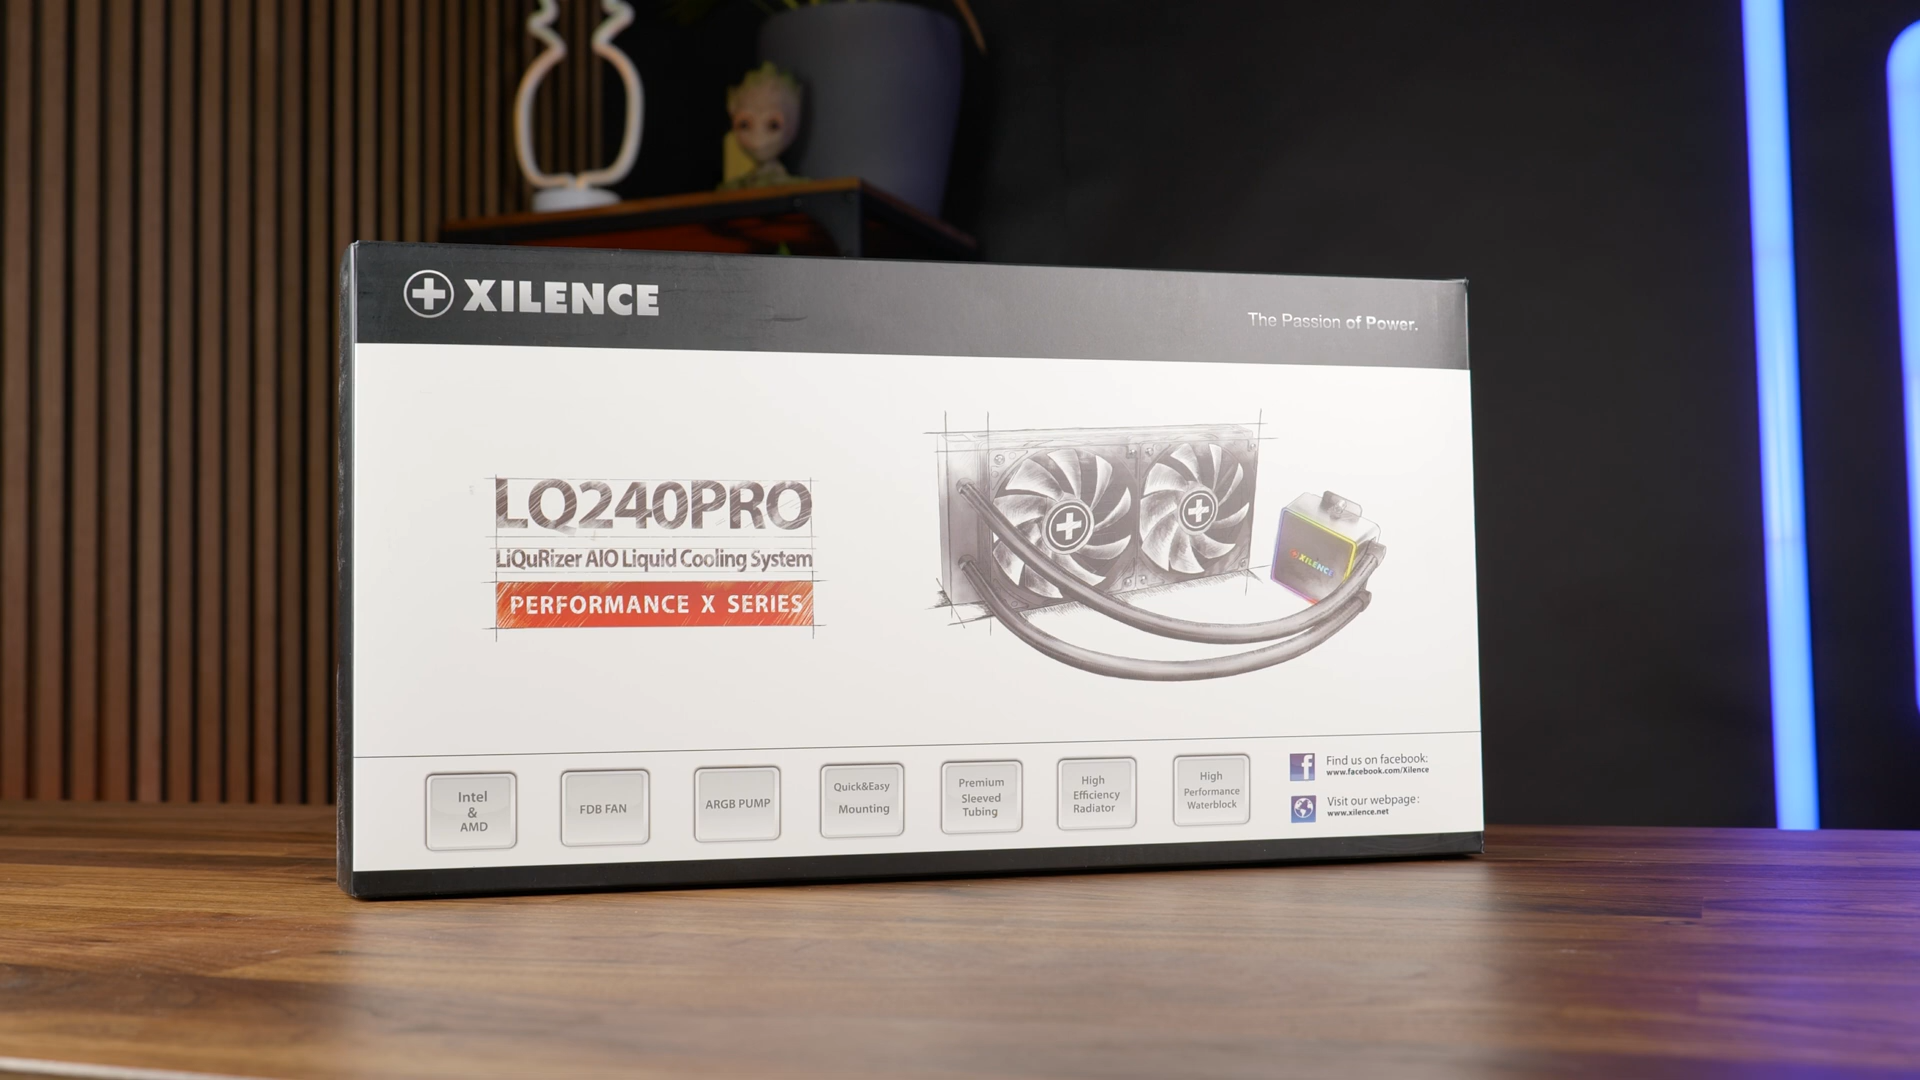 XILENCE
The Passion of Power.
LQ240PRO
LiQuRizer AIO Liquid Cooling System
PERFORMANCE X SERIES
XILENCE
Intel
&
AMD
FDB FAN
ARGB PUMP
Quick&Easy
Mounting
Premium
Sleeved
Tubing
High
Efficiency
Radiator
High
Performance
Waterblock
Find us on facebook:
www.facebook.com/Xilence
Visit our webpage:
www.xilence.net